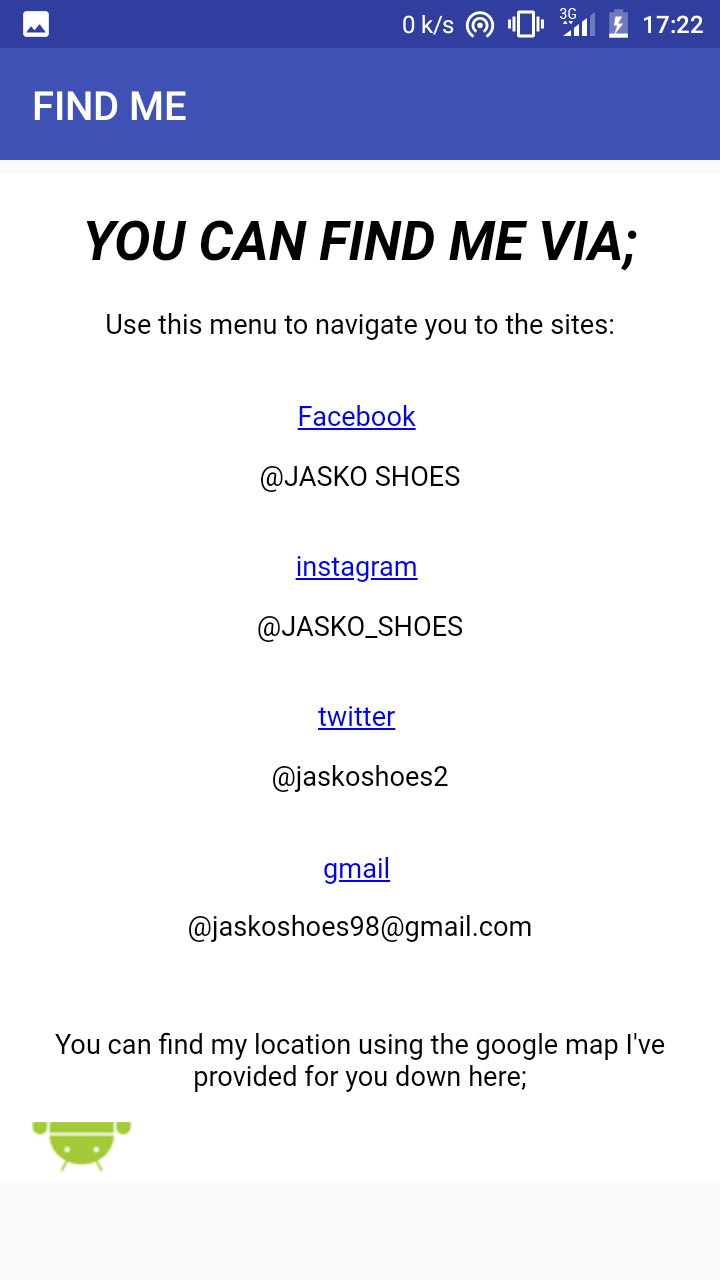 0 k/s 3G 17:22
FIND ME
YOU CAN FIND ME VIA;
Use this menu to navigate you to the sites:
Facebook
@JASKO SHOES
instagram
@JASKO_SHOES
twitter
@jaskoshoes2
gmail
@jaskoshoes98@gmail.com
You can find my location using the google map I've
provided for you down here;